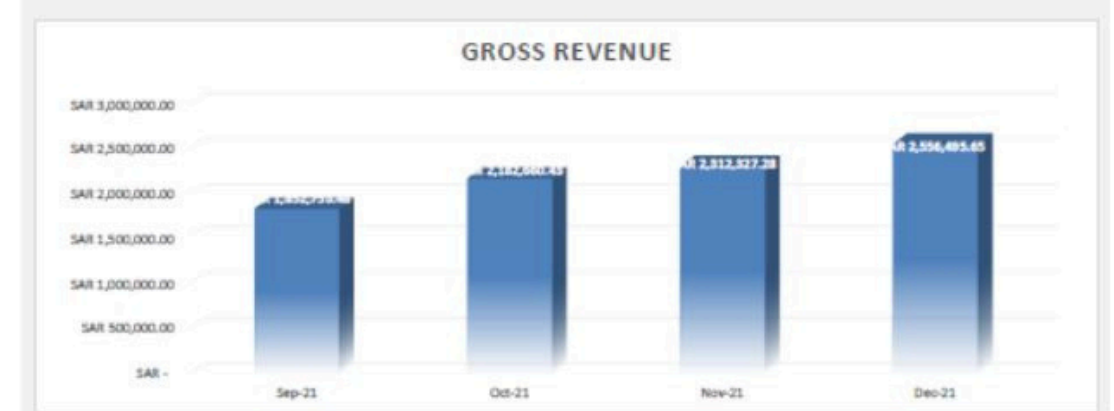 GROSS REVENUE
SAR 3,000,000.00
SAR 2,500,000.00
SAR 2,000,000.00
SAR 1,500,000.00
SAR 1,000,000.00
SAR 500,000.00
SAR -
R 2,312,327.28
R 2,556,495.65
Sep-21 Oct-21 Nov-21 Dec-21